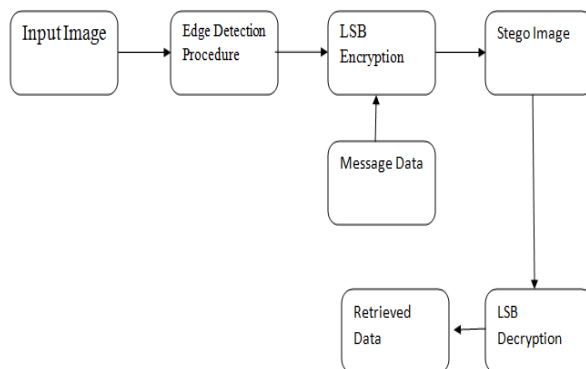 Input Image
Edge Detection
Procedure
LSB
Encryption
Stego Image
Message Data
Retrieved
Data
LSB
Decryption